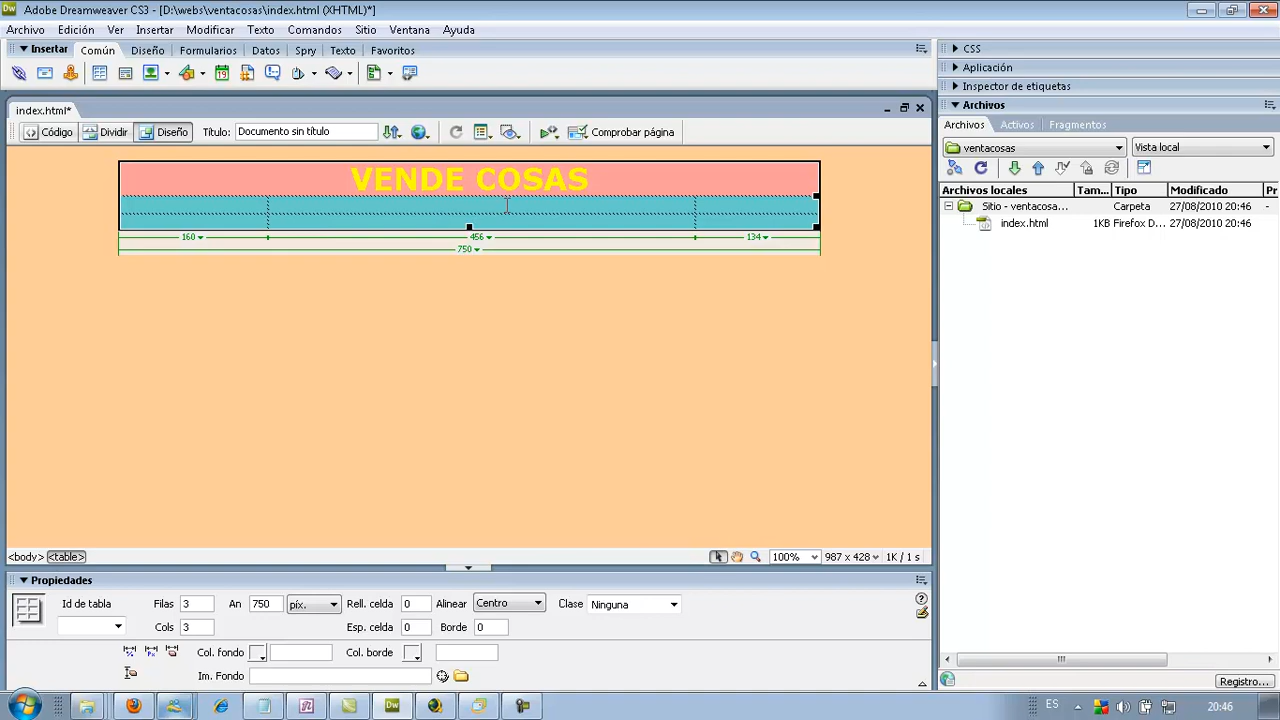 Adobe Dreamweaver CS3 - [D:\webs\ventacosas\index.html (XHTML)*]
Archivo Edición Ver Insertar Modificar Texto Comandos Sitio Ventana Ayuda
Insertar Común Diseño Formularios Datos Spry Texto Favoritos
index.html*
Código Dividir Diseño Título: Documento sin título Comprobar página
VENDE COSAS
160 456 134
750
<body> <table> 100% 987 x 428 1K / 1 s
Propiedades
Id de tabla Filas 3 An 750 píx. Rell. celda 0 Alinear Centro Clase Ninguna
Cols 3 Esp. celda 0 Borde 0
Col. fondo Col. borde
Im. Fondo
CSS
Aplicación
Inspector de etiquetas
Archivos
Archivos Activos Fragmentos
ventacosas Vista local
Archivos locales Tam... Tipo Modificado P
Sitio - ventacosa... Carpeta 27/08/2010 20:46 -
index.html 1KB Firefox D... 27/08/2010 20:46
Registro...
ES 20:46